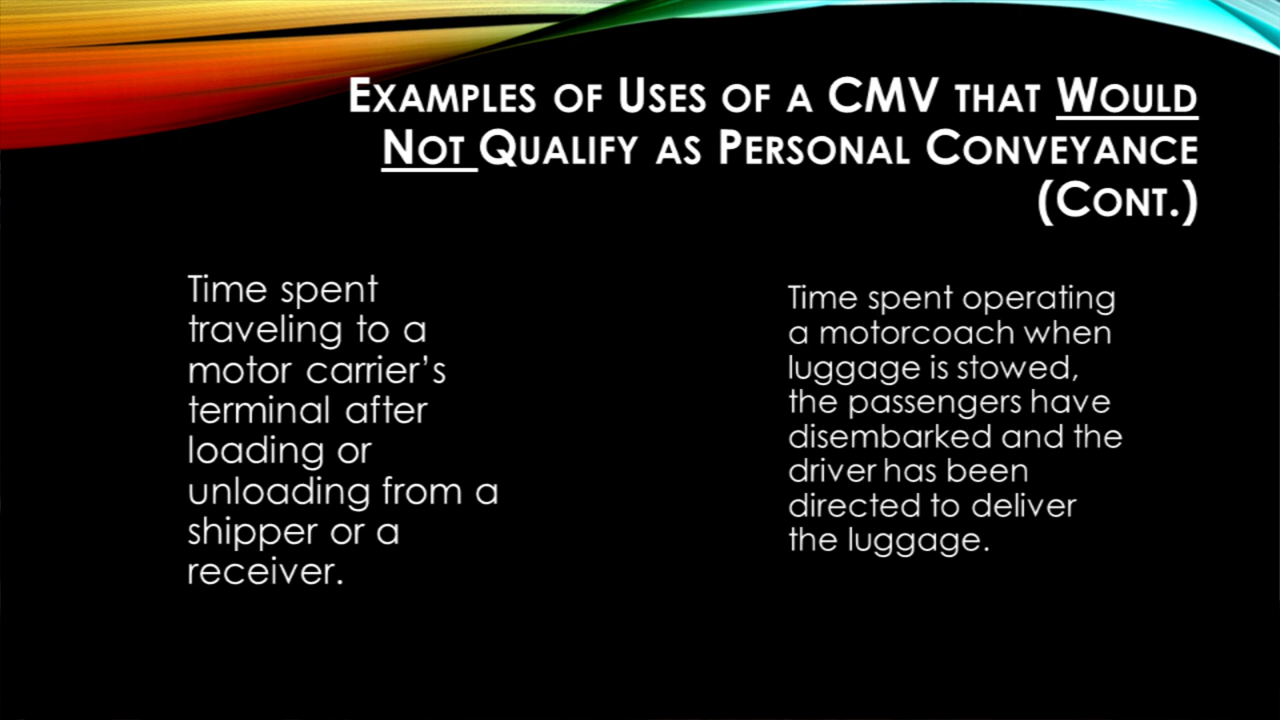 Examples of Uses of a CMV that Would
Not Qualify as Personal Conveyance
(Cont.)
Time spent
traveling to a
motor carrier’s
terminal after
loading or
unloading from a
shipper or a
receiver.
Time spent operating
a motorcoach when
luggage is stowed,
the passengers have
disembarked and the
driver has been
directed to deliver
the luggage.